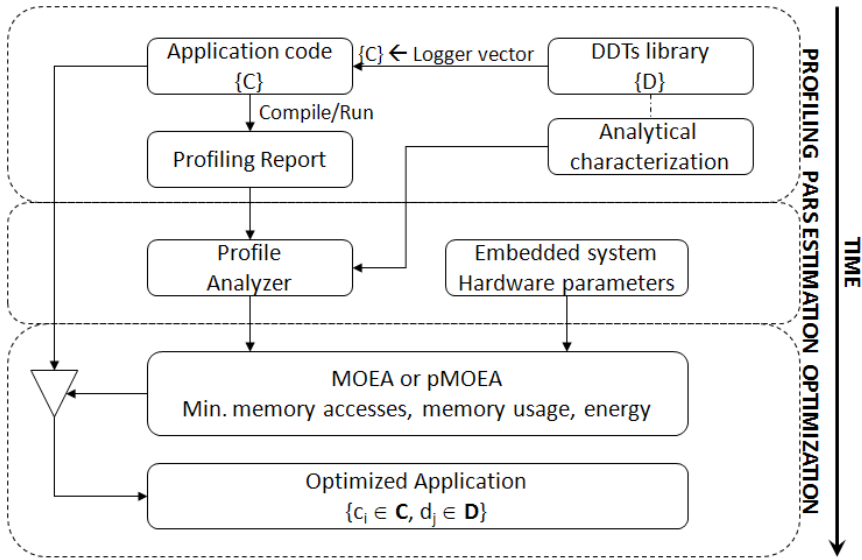 Application code
{C}
{C} ← Logger vector
DDTs library
{D}
Compile/Run
Profiling Report
Analytical
characterization
Profile
Analyzer
Embedded system
Hardware parameters
MOEA or pMOEA
Min. memory accesses, memory usage, energy
Optimized Application
{cᵢ ∈ C, dⱼ ∈ D}
PROFILING
PARS ESTIMATION
OPTIMIZATION
TIME